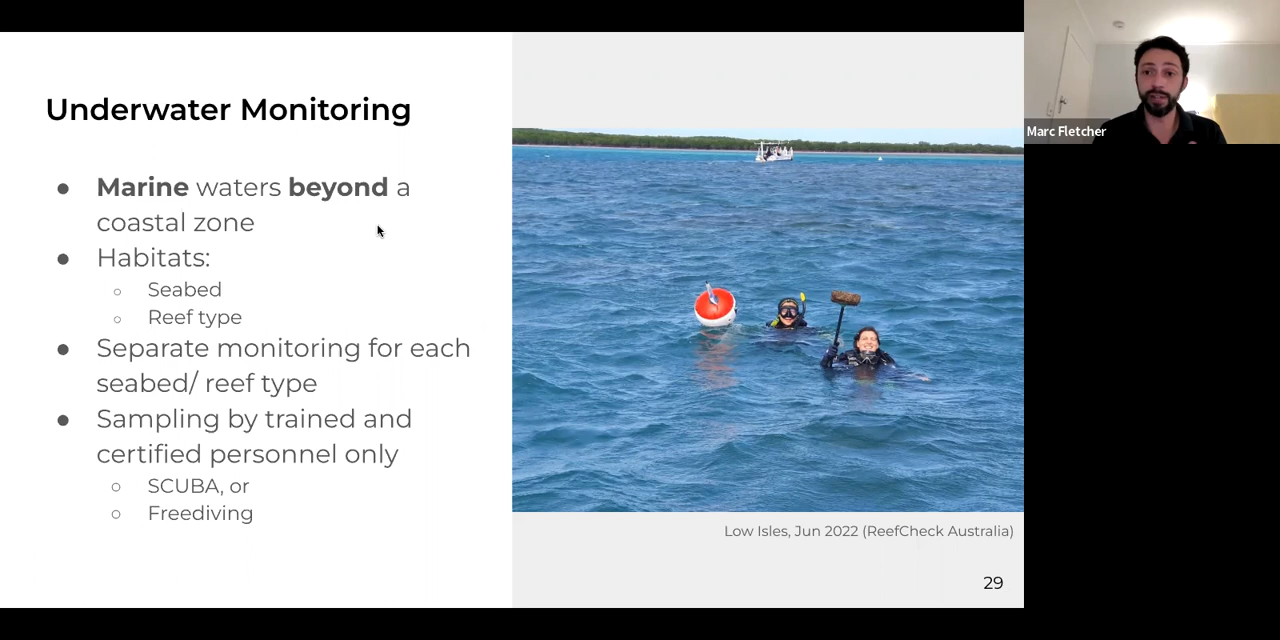 Underwater Monitoring
● Marine waters beyond a
coastal zone
● Habitats:
○ Seabed
○ Reef type
● Separate monitoring for each
seabed/ reef type
● Sampling by trained and
certified personnel only
○ SCUBA, or
○ Freediving
Low Isles, Jun 2022 (ReefCheck Australia)
29
Marc Fletcher